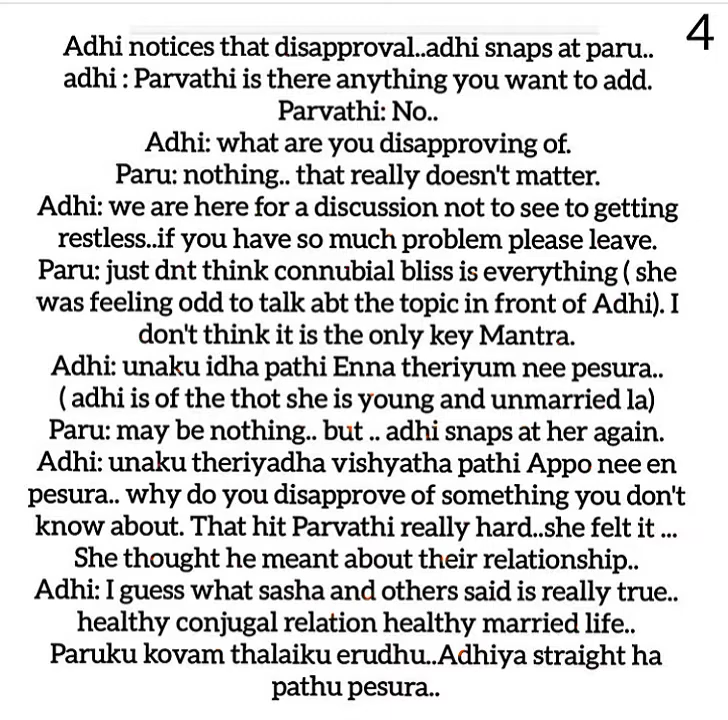 4
Adhi notices that disapproval..adhi snaps at paru..
adhi : Parvathi is there anything you want to add.
Parvathi: No..
Adhi: what are you disapproving of.
Paru: nothing.. that really doesn't matter.
Adhi: we are here for a discussion not to see to getting
restless..if you have so much problem please leave.
Paru: just dnt think connubial bliss is everything ( she
was feeling odd to talk abt the topic in front of Adhi). I
don't think it is the only key Mantra.
Adhi: unaku idha pathi Enna theriyum nee pesura..
( adhi is of the thot she is young and unmarried la)
Paru: may be nothing.. but .. adhi snaps at her again.
Adhi: unaku theriyadha vishyatha pathi Appo nee en
pesura.. why do you disapprove of something you don't
know about. That hit Parvathi really hard..she felt it ...
She thought he meant about their relationship..
Adhi: I guess what sasha and others said is really true..
healthy conjugal relation healthy married life..
Paruku kovam thalaiku erudhu..Adhiya straight ha
pathu pesura..